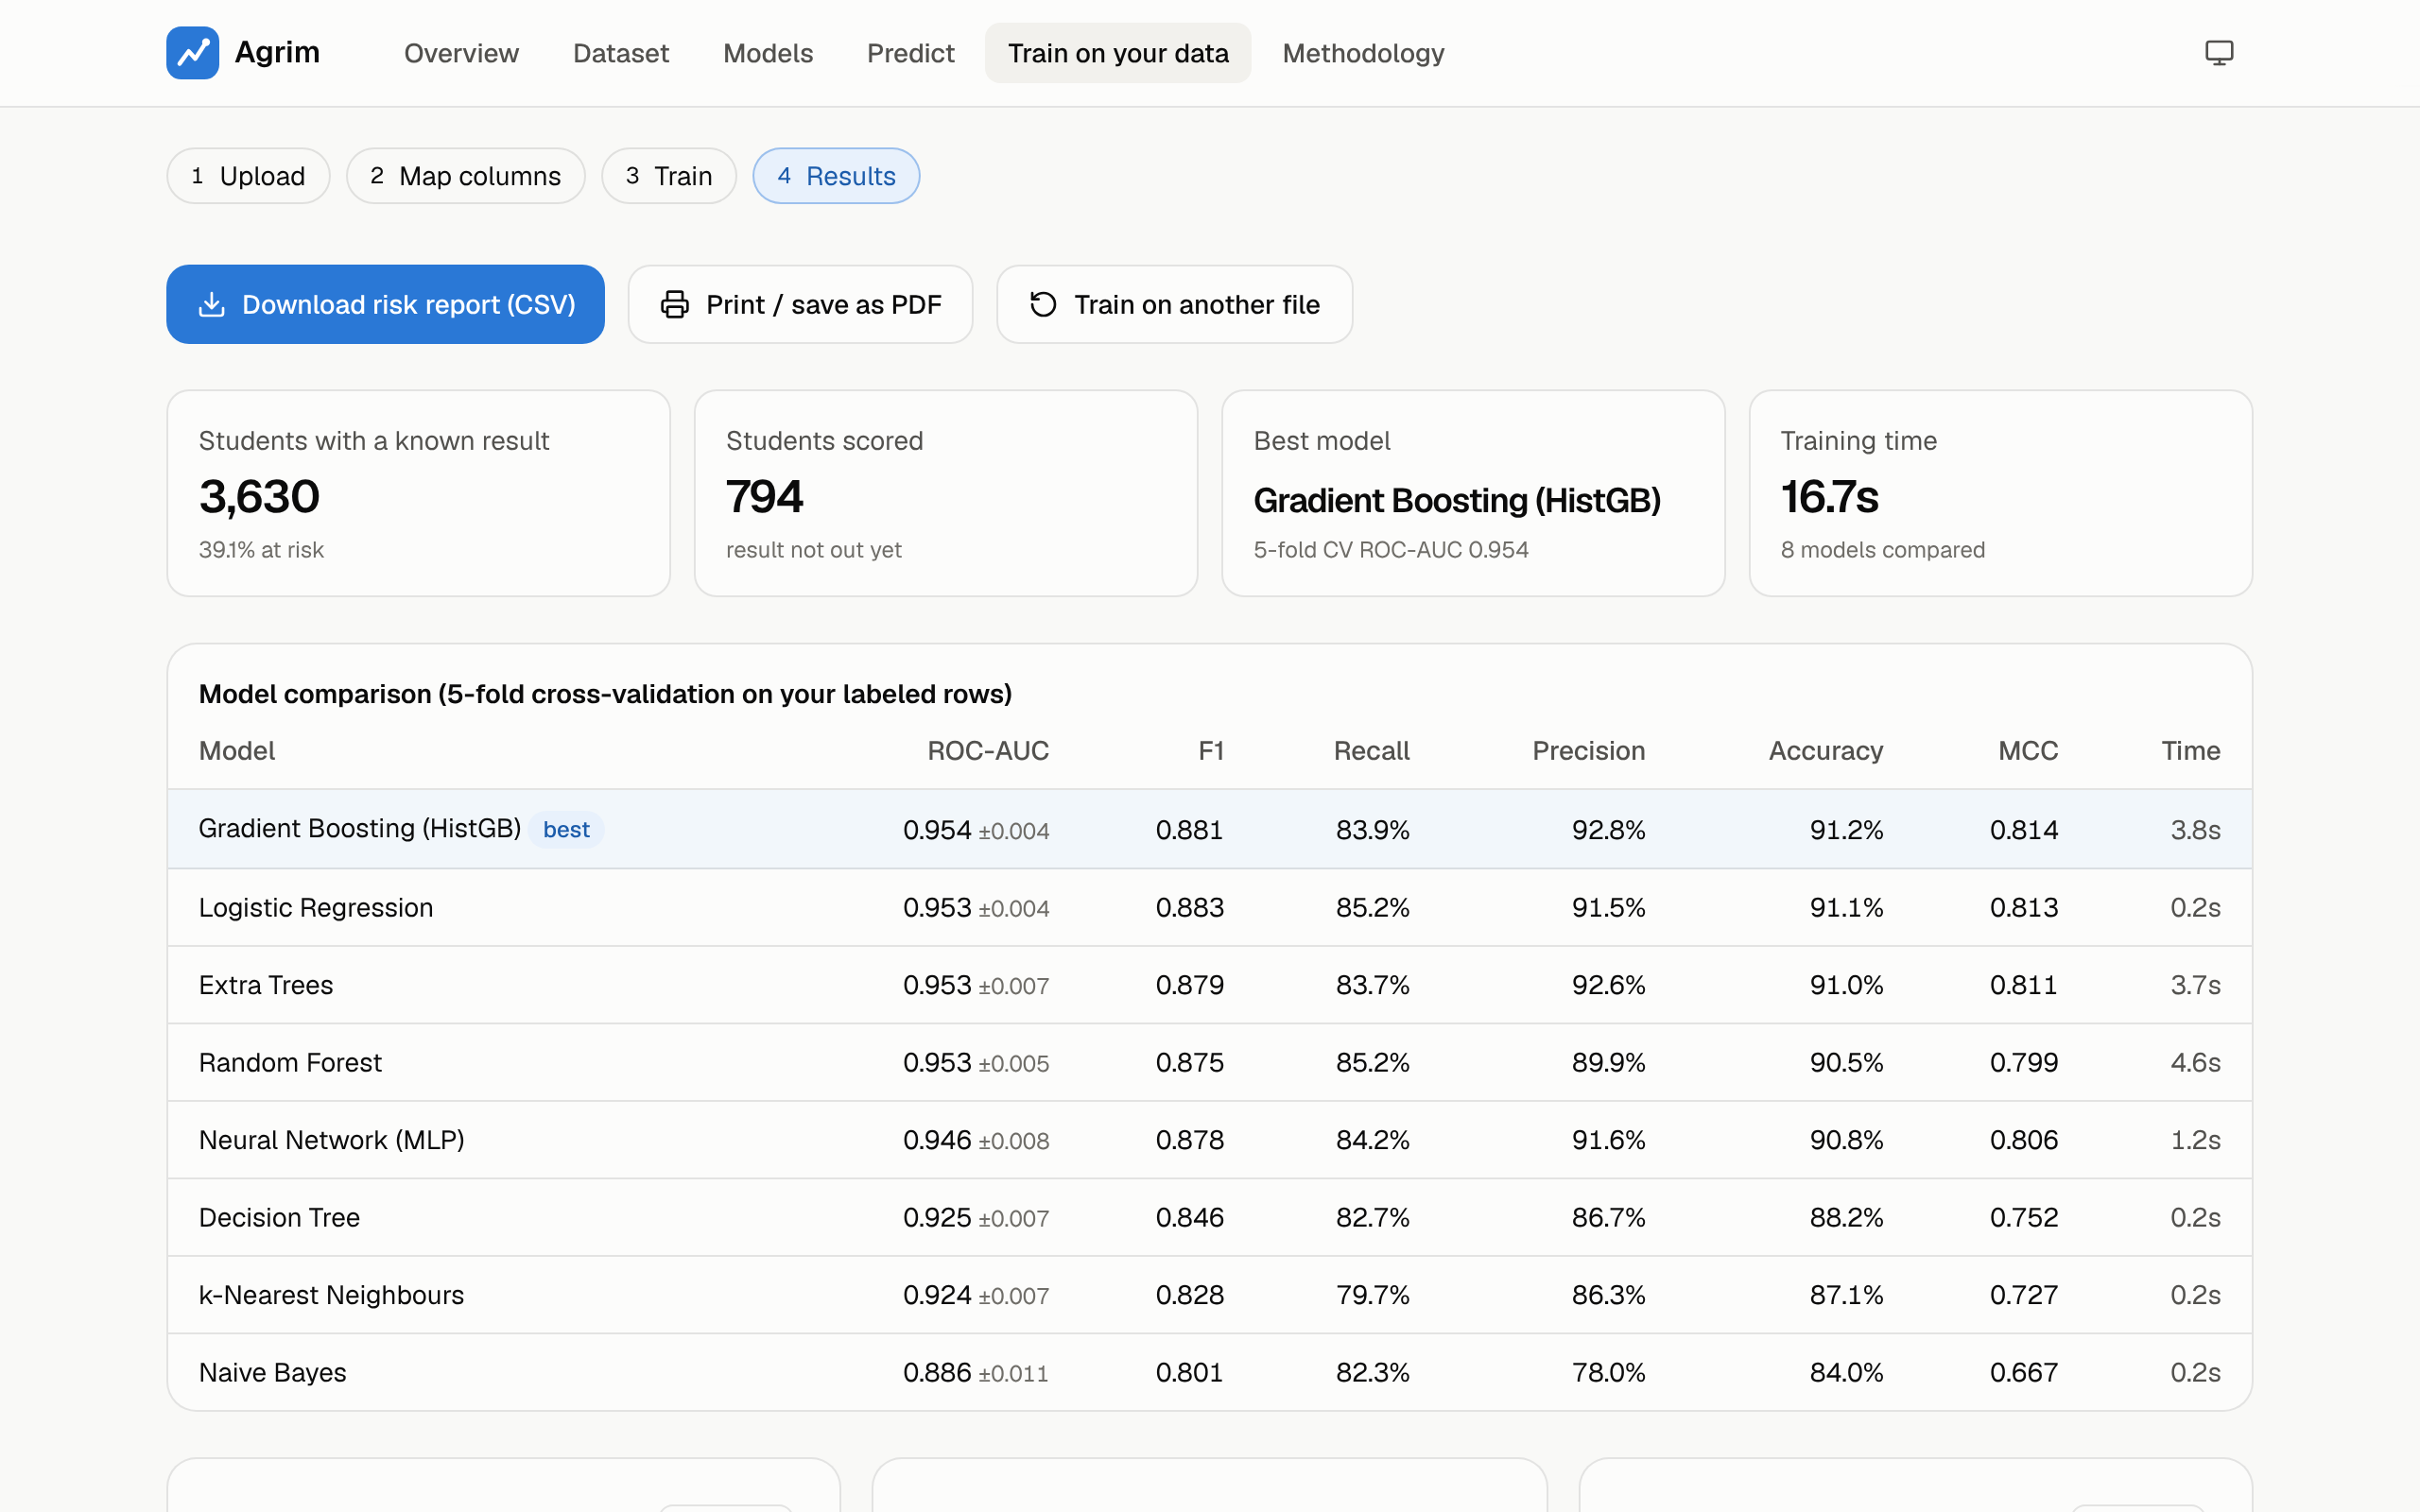 Agrim Overview Dataset Models Predict Train on your data Methodology
1 Upload 2 Map columns 3 Train 4 Results
Download risk report (CSV) Print / save as PDF Train on another file
Students with a known result
3,630
39.1% at risk
Students scored
794
result not out yet
Best model
Gradient Boosting (HistGB)
5-fold CV ROC-AUC 0.954
Training time
16.7s
8 models compared
Model comparison (5-fold cross-validation on your labeled rows)
Model ROC-AUC F1 Recall Precision Accuracy MCC Time
Gradient Boosting (HistGB) best 0.954 ±0.004 0.881 83.9% 92.8% 91.2% 0.814 3.8s
Logistic Regression 0.953 ±0.004 0.883 85.2% 91.5% 91.1% 0.813 0.2s
Extra Trees 0.953 ±0.007 0.879 83.7% 92.6% 91.0% 0.811 3.7s
Random Forest 0.953 ±0.005 0.875 85.2% 89.9% 90.5% 0.799 4.6s
Neural Network (MLP) 0.946 ±0.008 0.878 84.2% 91.6% 90.8% 0.806 1.2s
Decision Tree 0.925 ±0.007 0.846 82.7% 86.7% 88.2% 0.752 0.2s
k-Nearest Neighbours 0.924 ±0.007 0.828 79.7% 86.3% 87.1% 0.727 0.2s
Naive Bayes 0.886 ±0.011 0.801 82.3% 78.0% 84.0% 0.667 0.2s